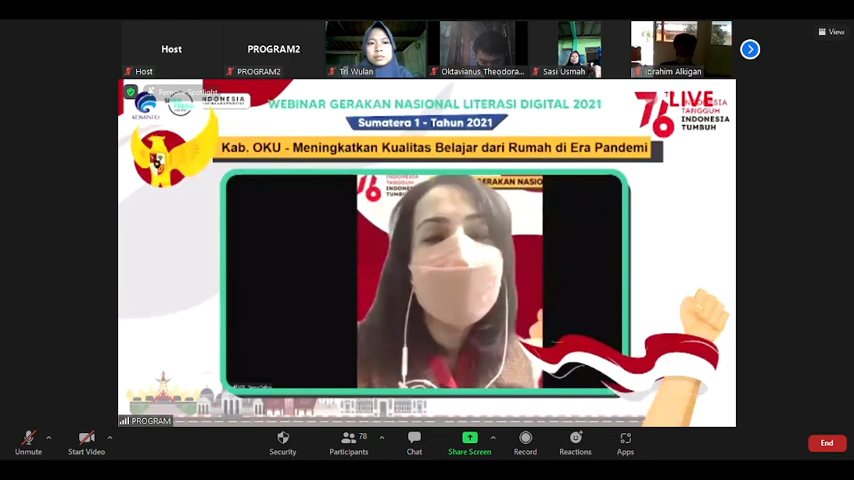 Host
PROGRAM2
View
Host
PROGRAM2
Tri Wulan
Oktavianus Theodora...
Sasi Usmah
Ibrahim Alkigan
KOMINFO
INDONESIA
WEBINAR GERAKAN NASIONAL LITERASI DIGITAL 2021
Sumatera 1 - Tahun 2021
Kab. OKU - Meningkatkan Kualitas Belajar dari Rumah di Era Pandemi
LIVE
76
TANGGUH
INDONESIA
TUMBUH
GERAKAN NASIO
PROGRAM
Unmute
Start Video
Security
Participants
78
Chat
Share Screen
Record
Reactions
Apps
End